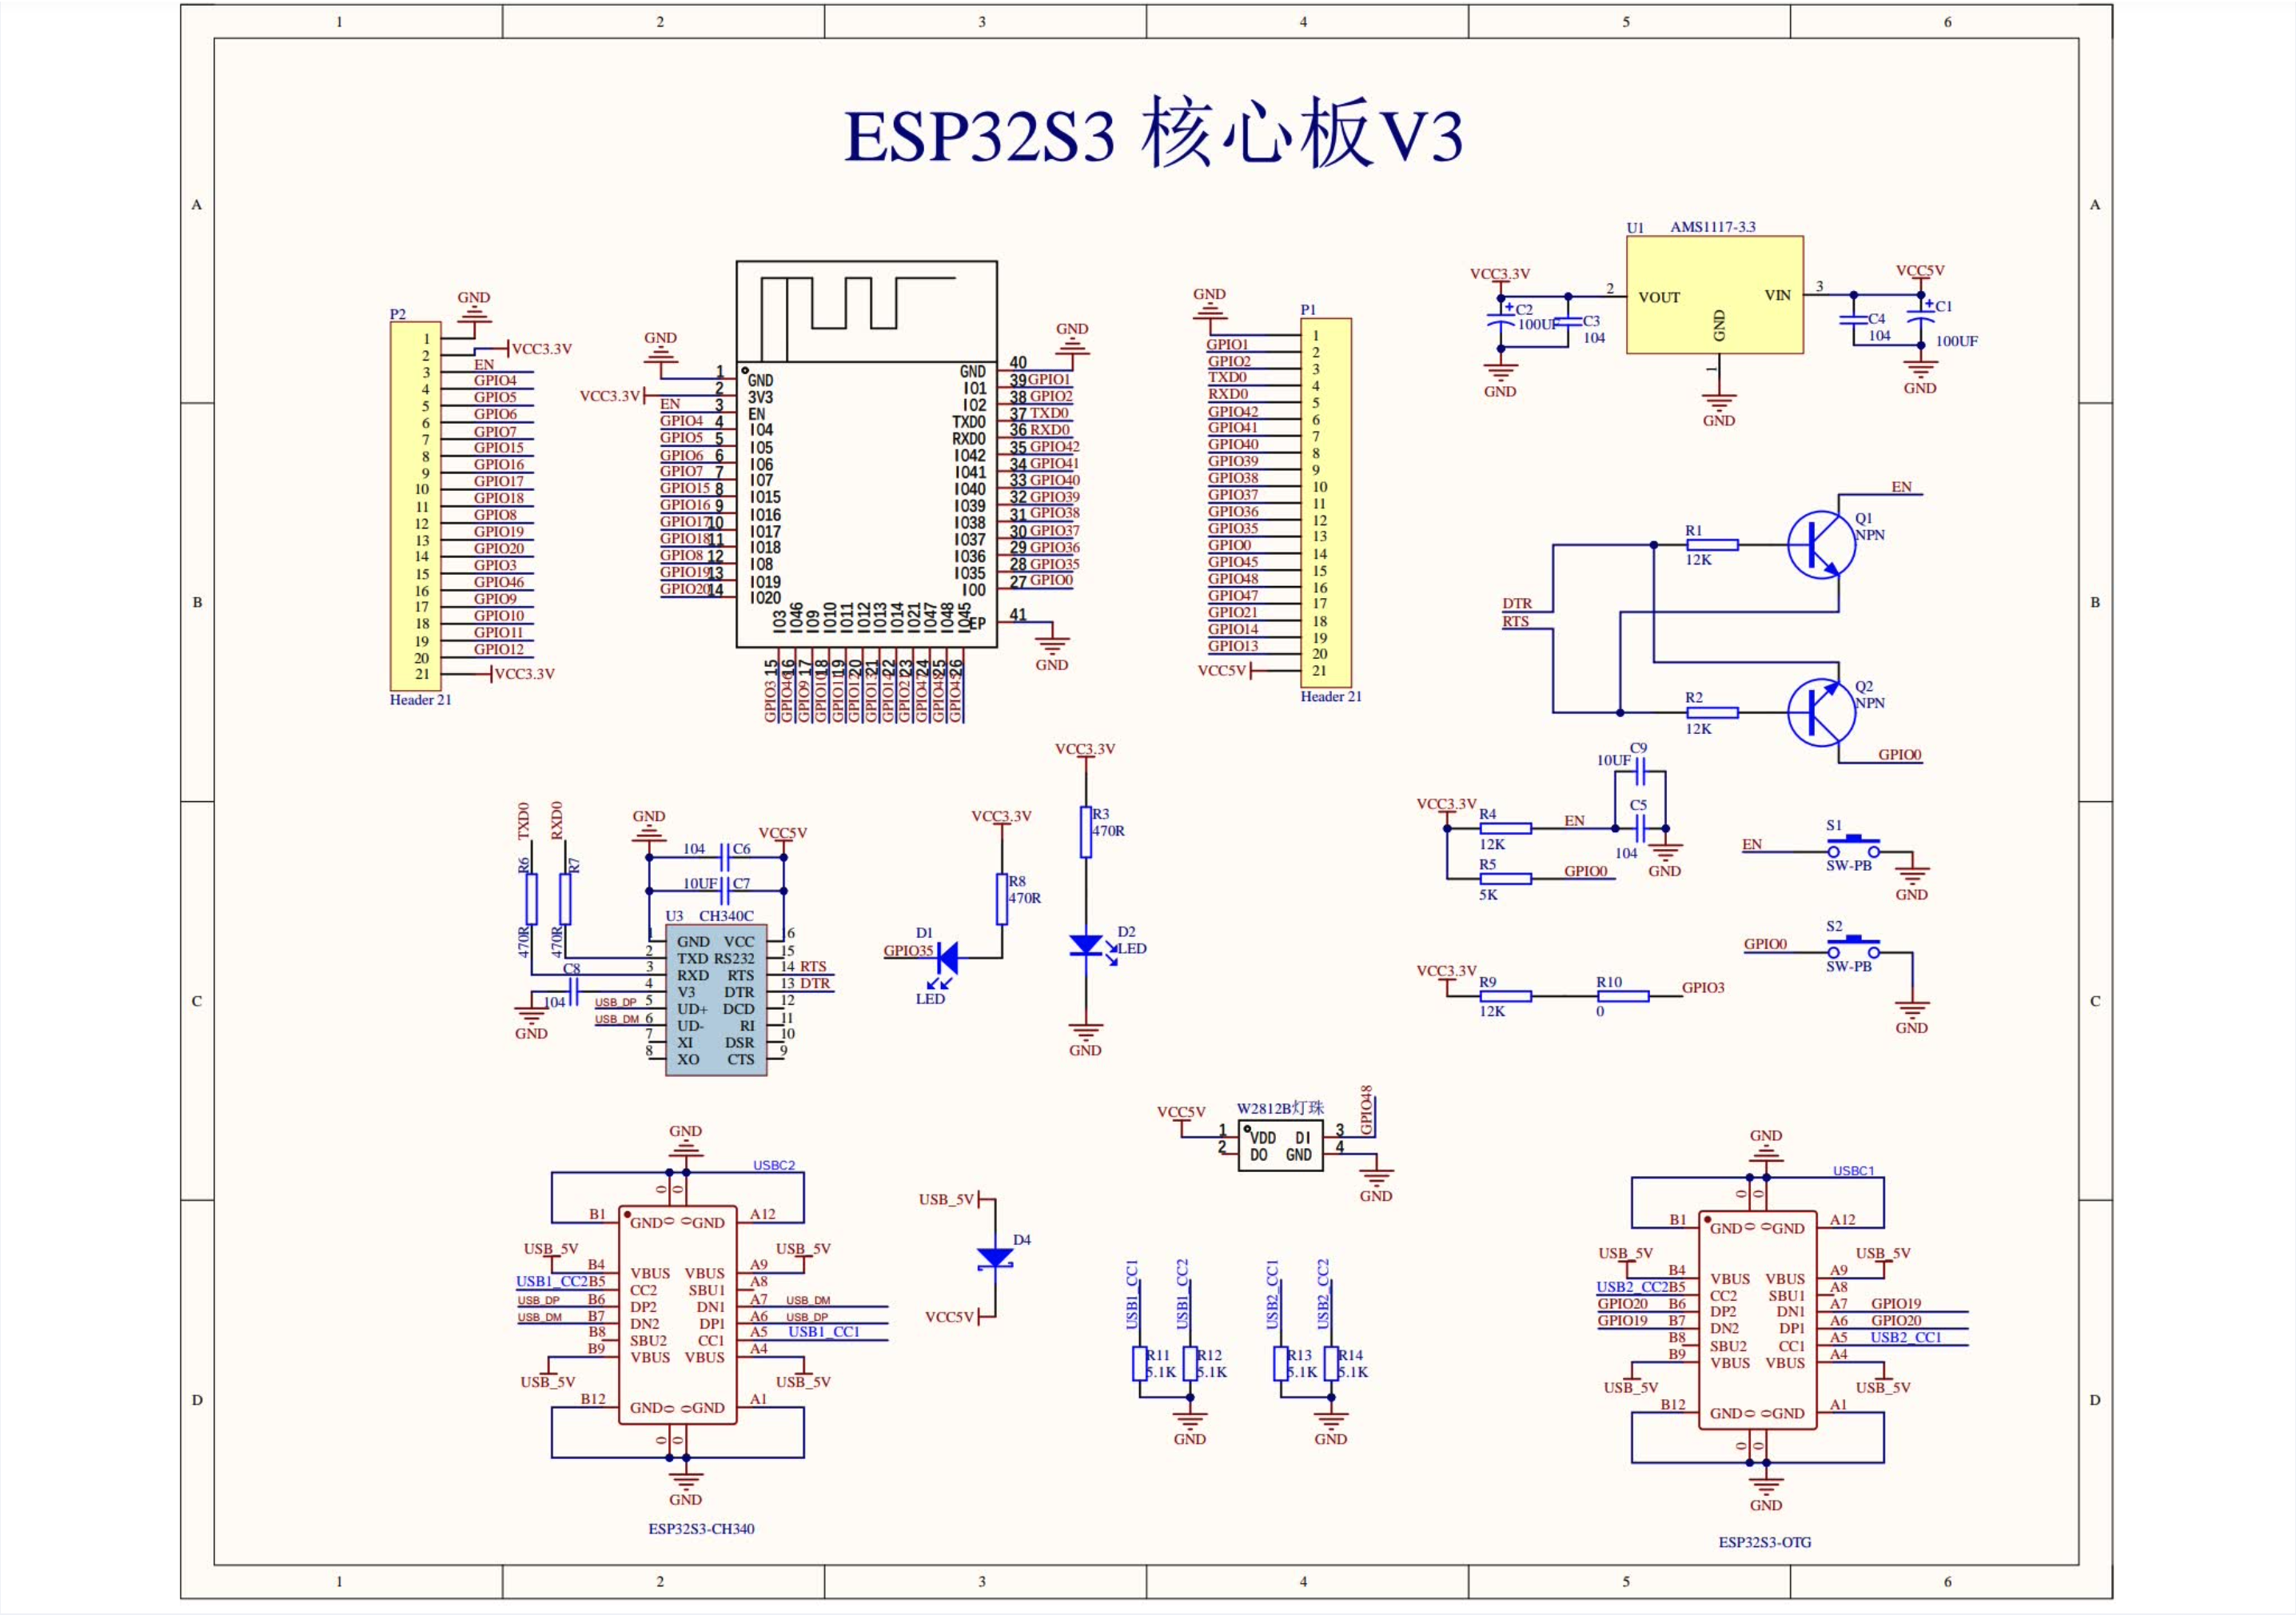 1 2 3 4 5 6
ESP32S3 核心板V3
A A
B B
C C
D D
P2
GND
1
2 VCC3.3V
3 EN
4 GPIO4
5 GPIO5
6 GPIO6
7 GPIO7
8 GPIO15
9 GPIO16
10 GPIO17
11 GPIO18
12 GPIO8
13 GPIO19
14 GPIO20
15 GPIO3
16 GPIO46
17 GPIO9
18 GPIO10
19 GPIO11
20 GPIO12
21 VCC3.3V
Header 21
GND 1 GND
VCC3.3V 2 3V3
EN 3 EN
GPIO4 4 IO4
GPIO5 5 IO5
GPIO6 6 IO6
GPIO7 7 IO7
GPIO15 8 IO15
GPIO16 9 IO16
GPIO17 10 IO17
GPIO18 11 IO18
GPIO8 12 IO8
GPIO19 13 IO19
GPIO20 14 IO20
GND 40 GND
IO1 39 GPIO1
IO2 38 GPIO2
TXD0 37 TXD0
RXD0 36 RXD0
IO42 35 GPIO42
IO41 34 GPIO41
IO40 33 GPIO40
IO39 32 GPIO39
IO38 31 GPIO38
IO37 30 GPIO37
IO36 29 GPIO36
IO35 28 GPIO35
IO0 27 GPIO0
EP 41 GND
IO3 IO46 IO9 IO10 IO11 IO12 IO13 IO14 IO21 IO47 IO48 IO45
15 16 17 18 19 20 21 22 23 24 25 26
GPIO3 GPIO9
P1
GND
1
GPIO1 2
GPIO2 3
TXD0 4
RXD0 5
GPIO42 6
GPIO41 7
GPIO40 8
GPIO39 9
GPIO38 10
GPIO37 11
GPIO36 12
GPIO35 13
GPIO0 14
GPIO45 15
GPIO48 16
GPIO47 17
GPIO21 18
GPIO14 19
GPIO13 20
VCC5V 21
Header 21
U1 AMS1117-3.3
VCC3.3V 2 VOUT VIN 3 VCC5V
GND
1
C2
100UF
C3
104
C4
104
C1
100UF
GND GND GND
EN
Q1
NPN
R1
12K
DTR
RTS
R2
12K
Q2
NPN
GPIO0
C9
10UF
VCC3.3V R4 EN C5
12K 104
R5 GPIO0 GND
5K
S1
EN
SW-PB
GND
S2
GPIO0
SW-PB
GND
VCC3.3V
R9 R10 GPIO3
12K 0
TXD0 RXD0
R6 R7
470R 470R
GND VCC5V
104 C6
10UF C7
U3 CH340C
1 GND VCC 16
2 TXD RS232 15
3 RXD RTS 14 RTS
4 V3 DTR 13 DTR
USB_DP 5 UD+ DCD 12
USB_DM 6 UD- RI 11
7 XI DSR 10
8 XO CTS 9
C8
104
GND
VCC3.3V
R8
470R
D1
GPIO35
LED
VCC3.3V
R3
470R
D2
LED
GND
W2812B灯珠
VCC5V 1 VDD DI 3 GPIO48
2 DO GND 4
GND
GND
USBC2
0 0
B1 GND 0 0 GND A12
USB_5V B4 VBUS VBUS A9 USB_5V
USB1_CC2 B5 CC2 SBU1 A8
USB_DP B6 DP2 DN1 A7 USB_DM
USB_DM B7 DN2 DP1 A6 USB_DP
B8 SBU2 CC1 A5 USB1_CC1
B9 VBUS VBUS A4
USB_5V USB_5V
B12 GND 0 0 GND A1
0 0
GND
ESP32S3-CH340
USB_5V
D4
VCC5V
USB1_CC1 USB1_CC2 USB2_CC1 USB2_CC2
R11 R12 R13 R14
5.1K 5.1K 5.1K 5.1K
GND GND
GND
USBC1
0 0
B1 GND 0 0 GND A12
USB_5V B4 VBUS VBUS A9 USB_5V
USB2_CC2 B5 CC2 SBU1 A8
GPIO20 B6 DP2 DN1 A7 GPIO19
GPIO19 B7 DN2 DP1 A6 GPIO20
B8 SBU2 CC1 A5 USB2_CC1
B9 VBUS VBUS A4
USB_5V USB_5V
B12 GND 0 0 GND A1
0 0
GND
ESP32S3-OTG
1 2 3 4 5 6